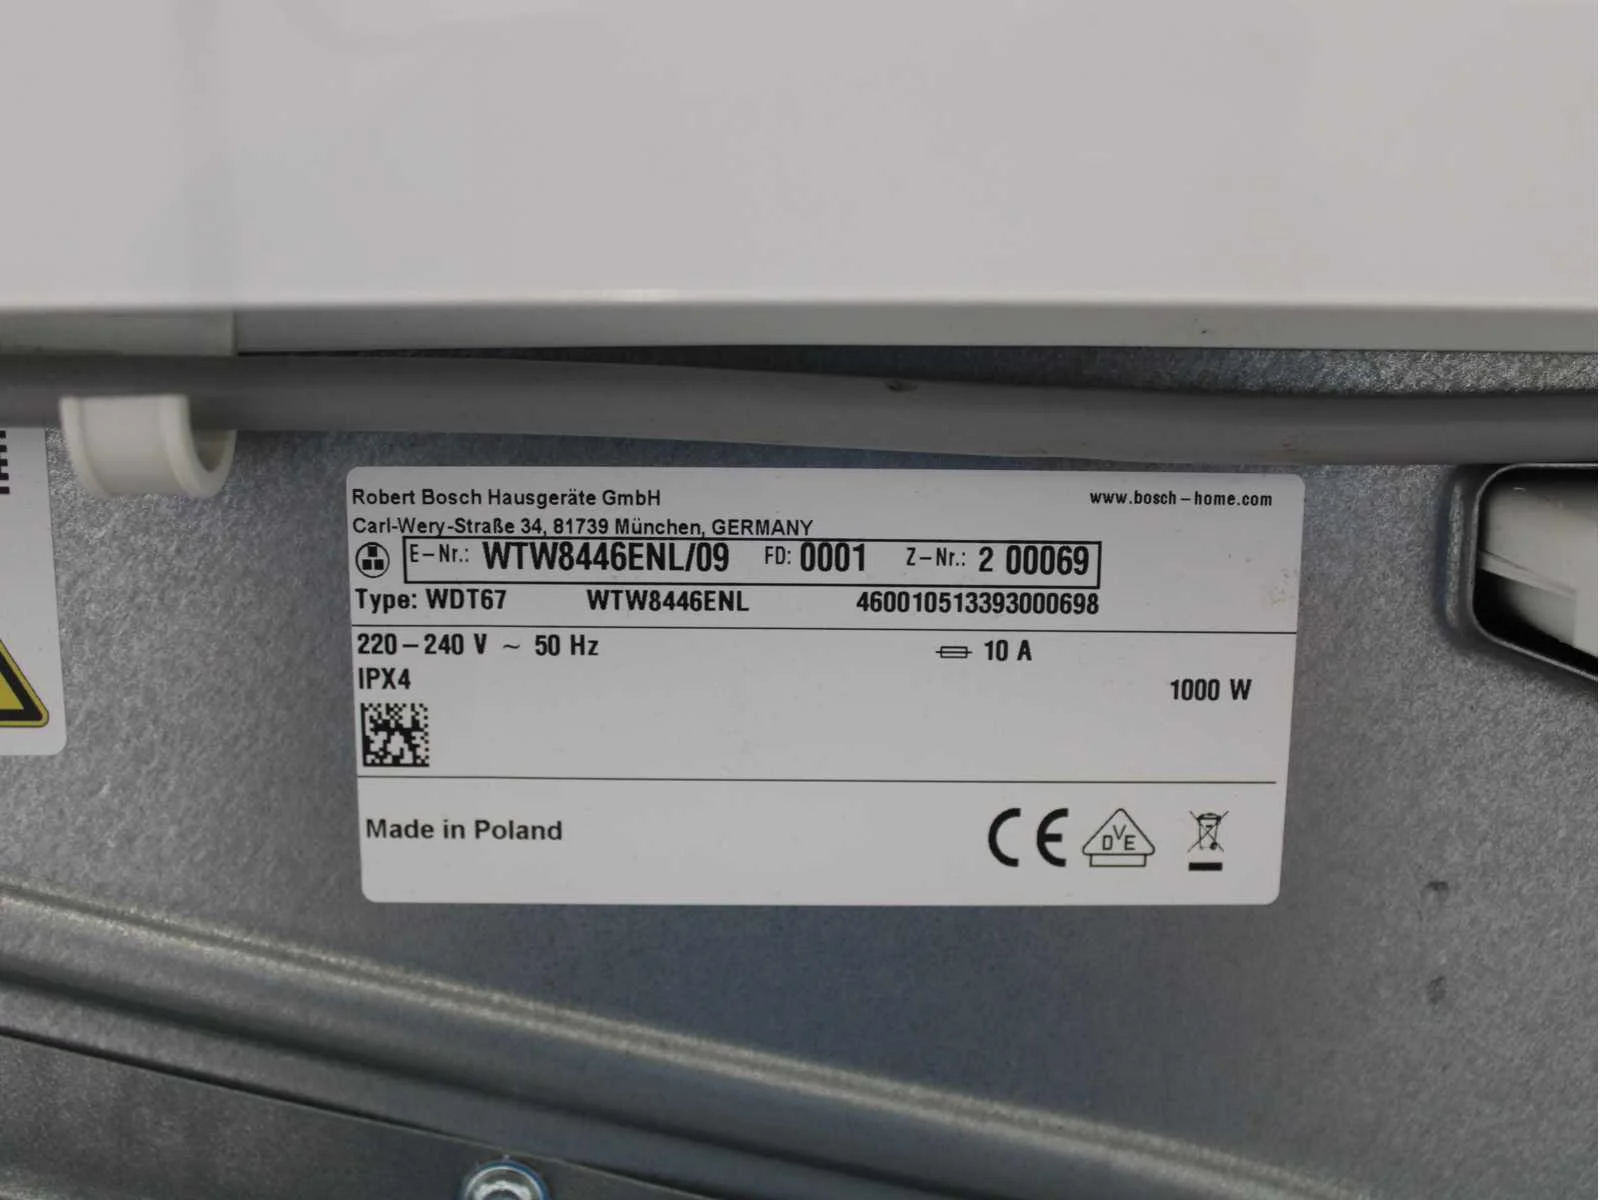 Robert Bosch Hausgeräte GmbH www.bosch-home.com
Carl-Wery-Straße 34, 81739 München, GERMANY
E-Nr.: WTW8446ENL/09 FD: 0001 Z-Nr.: 2 00069
Type: WDT67 WTW8446ENL 460010513393000698
220-240 V ~ 50 Hz 10 A
IPX4
1000 W
Made in Poland
CE DVE